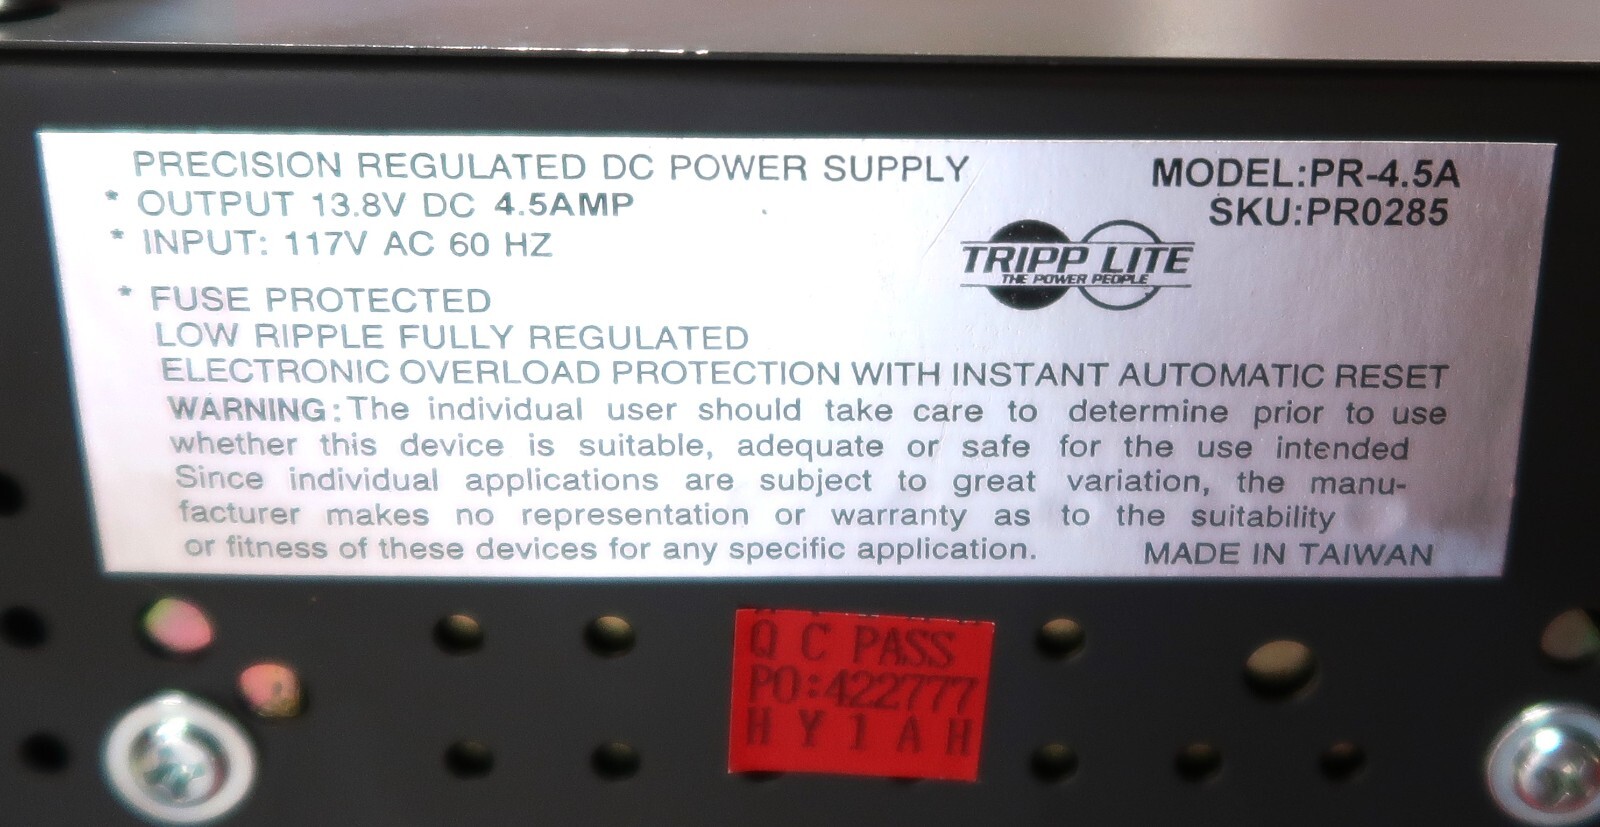 PRECISION REGULATED DC POWER SUPPLY
* OUTPUT 13.8V DC 4.5AMP
* INPUT: 117V AC 60 HZ
MODEL:PR-4.5A
SKU:PR0285
TRIPP LITE
THE POWER PEOPLE
* FUSE PROTECTED
LOW RIPPLE FULLY REGULATED
ELECTRONIC OVERLOAD PROTECTION WITH INSTANT AUTOMATIC RESET
WARNING: The individual user should take care to determine prior to use
whether this device is suitable, adequate or safe for the use intended
Since individual applications are subject to great variation, the manu-
facturer makes no representation or warranty as to the suitability
or fitness of these devices for any specific application.
MADE IN TAIWAN
Q C PASS
PO:422777
H Y 1 A H